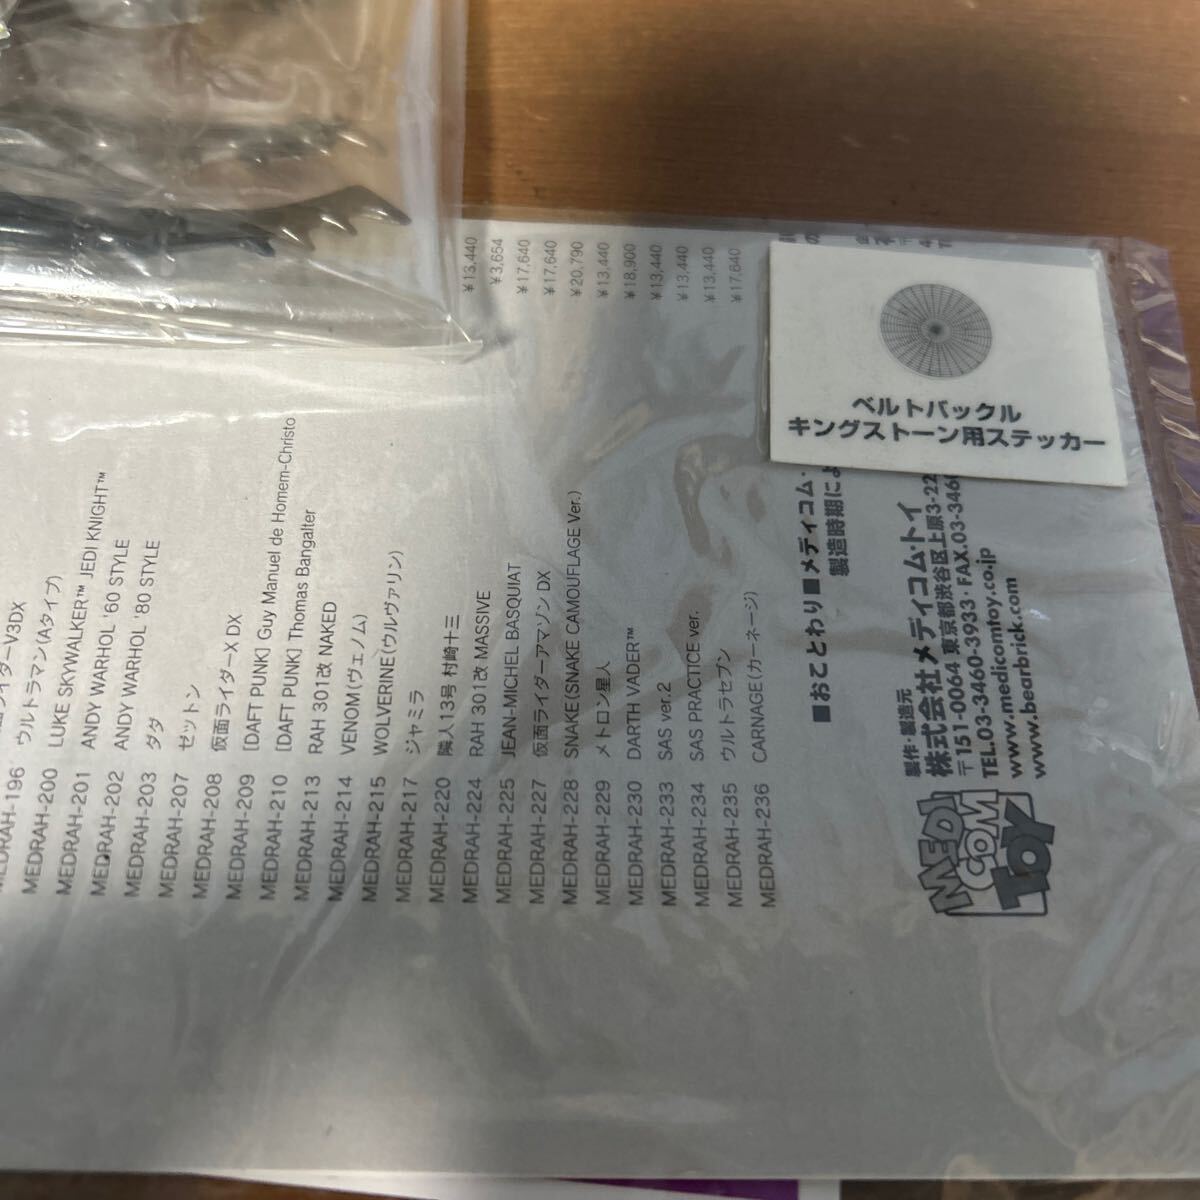 ベルトバックル
キングストーン用ステッカー
MEDRAH-196 ライダーV3DX
MEDRAH-200 ウルトラマン(Aタイプ)
MEDRAH-201 LUKE SKYWALKER™ JEDI KNIGHT™
MEDRAH-202 ANDY WARHOL '60 STYLE
MEDRAH-203 ANDY WARHOL '80 STYLE
MEDRAH-207 ダダ
MEDRAH-208 ゼットン
MEDRAH-209 仮面ライダーX DX
MEDRAH-210 [DAFT PUNK] Guy Manuel de Homem-Christo
MEDRAH-213 [DAFT PUNK] Thomas Bangalter
MEDRAH-214 RAH 301改 NAKED
MEDRAH-215 VENOM(ヴェノム)
MEDRAH-217 WOLVERINE(ウルヴァリン)
MEDRAH-220 ジャミラ
MEDRAH-224 隣人13号 村崎十三 ¥13,440
MEDRAH-225 RAH 301改 MASSIVE ¥3,654
MEDRAH-227 JEAN-MICHEL BASQUIAT ¥17,640
MEDRAH-228 仮面ライダーアマゾン DX ¥17,640
MEDRAH-229 SNAKE(SNAKE CAMOUFLAGE Ver.) ¥20,790
MEDRAH-230 メトロン星人 ¥13,440
MEDRAH-233 DARTH VADER™ ¥18,900
MEDRAH-234 SAS ver.2 ¥13,440
MEDRAH-235 SAS PRACTICE ver. ¥13,440
MEDRAH-236 ウルトラセブン ¥13,440
CARNAGE(カーネージ) ¥17,640
■おことわり■メディコム・
製造時期によ
製作・製造元
株式会社メディコム・トイ
〒151-0064 東京都渋谷区上原3-22
TEL.03-3460-3933・FAX.03-3460
www.medicomtoy.co.jp
www.bearbrick.com
MEDI
COM
TOY